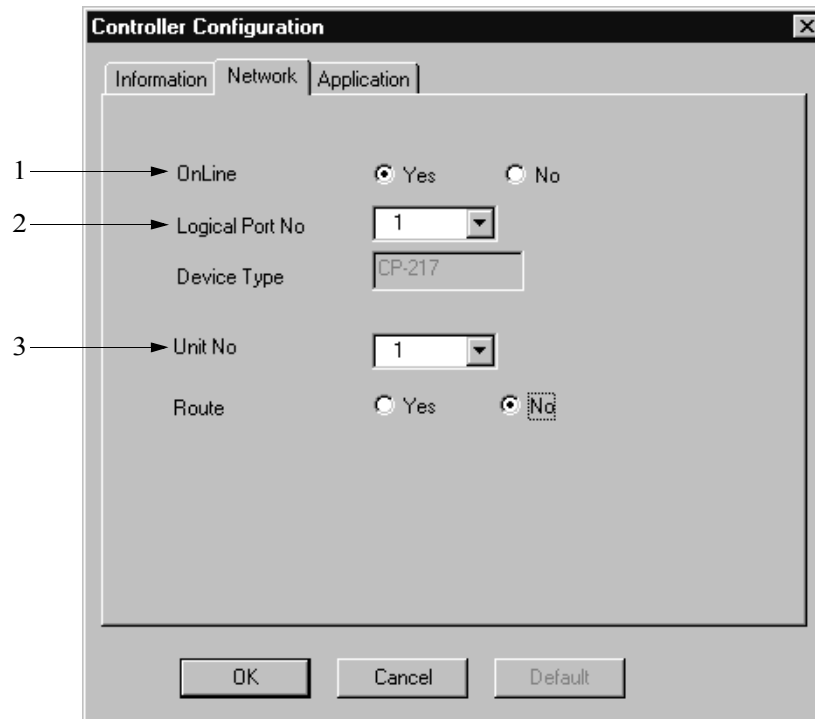 Controller Configuration
Information Network Application
1 OnLine Yes No
2 Logical Port No 1
Device Type CP-217
3 Unit No 1
Route Yes No
OK Cancel Default